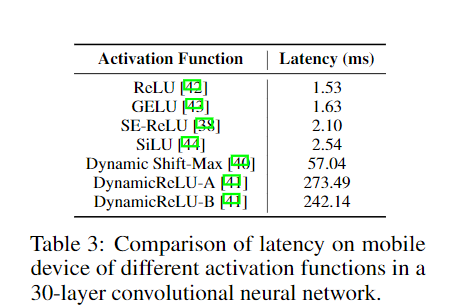 Activation Function Latency (ms)
ReLU [42] 1.53
GELU [43] 1.63
SE-ReLU [38] 2.10
SiLU [44] 2.54
Dynamic Shift-Max [40] 57.04
DynamicReLU-A [41] 273.49
DynamicReLU-B [41] 242.14
Table 3: Comparison of latency on mobile
device of different activation functions in a
30-layer convolutional neural network.